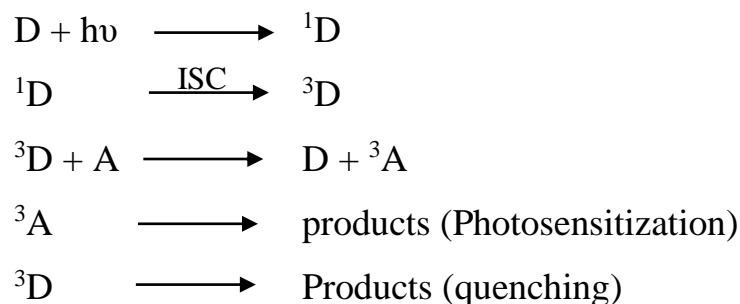 D + hυ ⟶ ¹D
¹D ISC⟶ ³D
³D + A ⟶ D + ³A
³A ⟶ products (Photosensitization)
³D ⟶ Products (quenching)